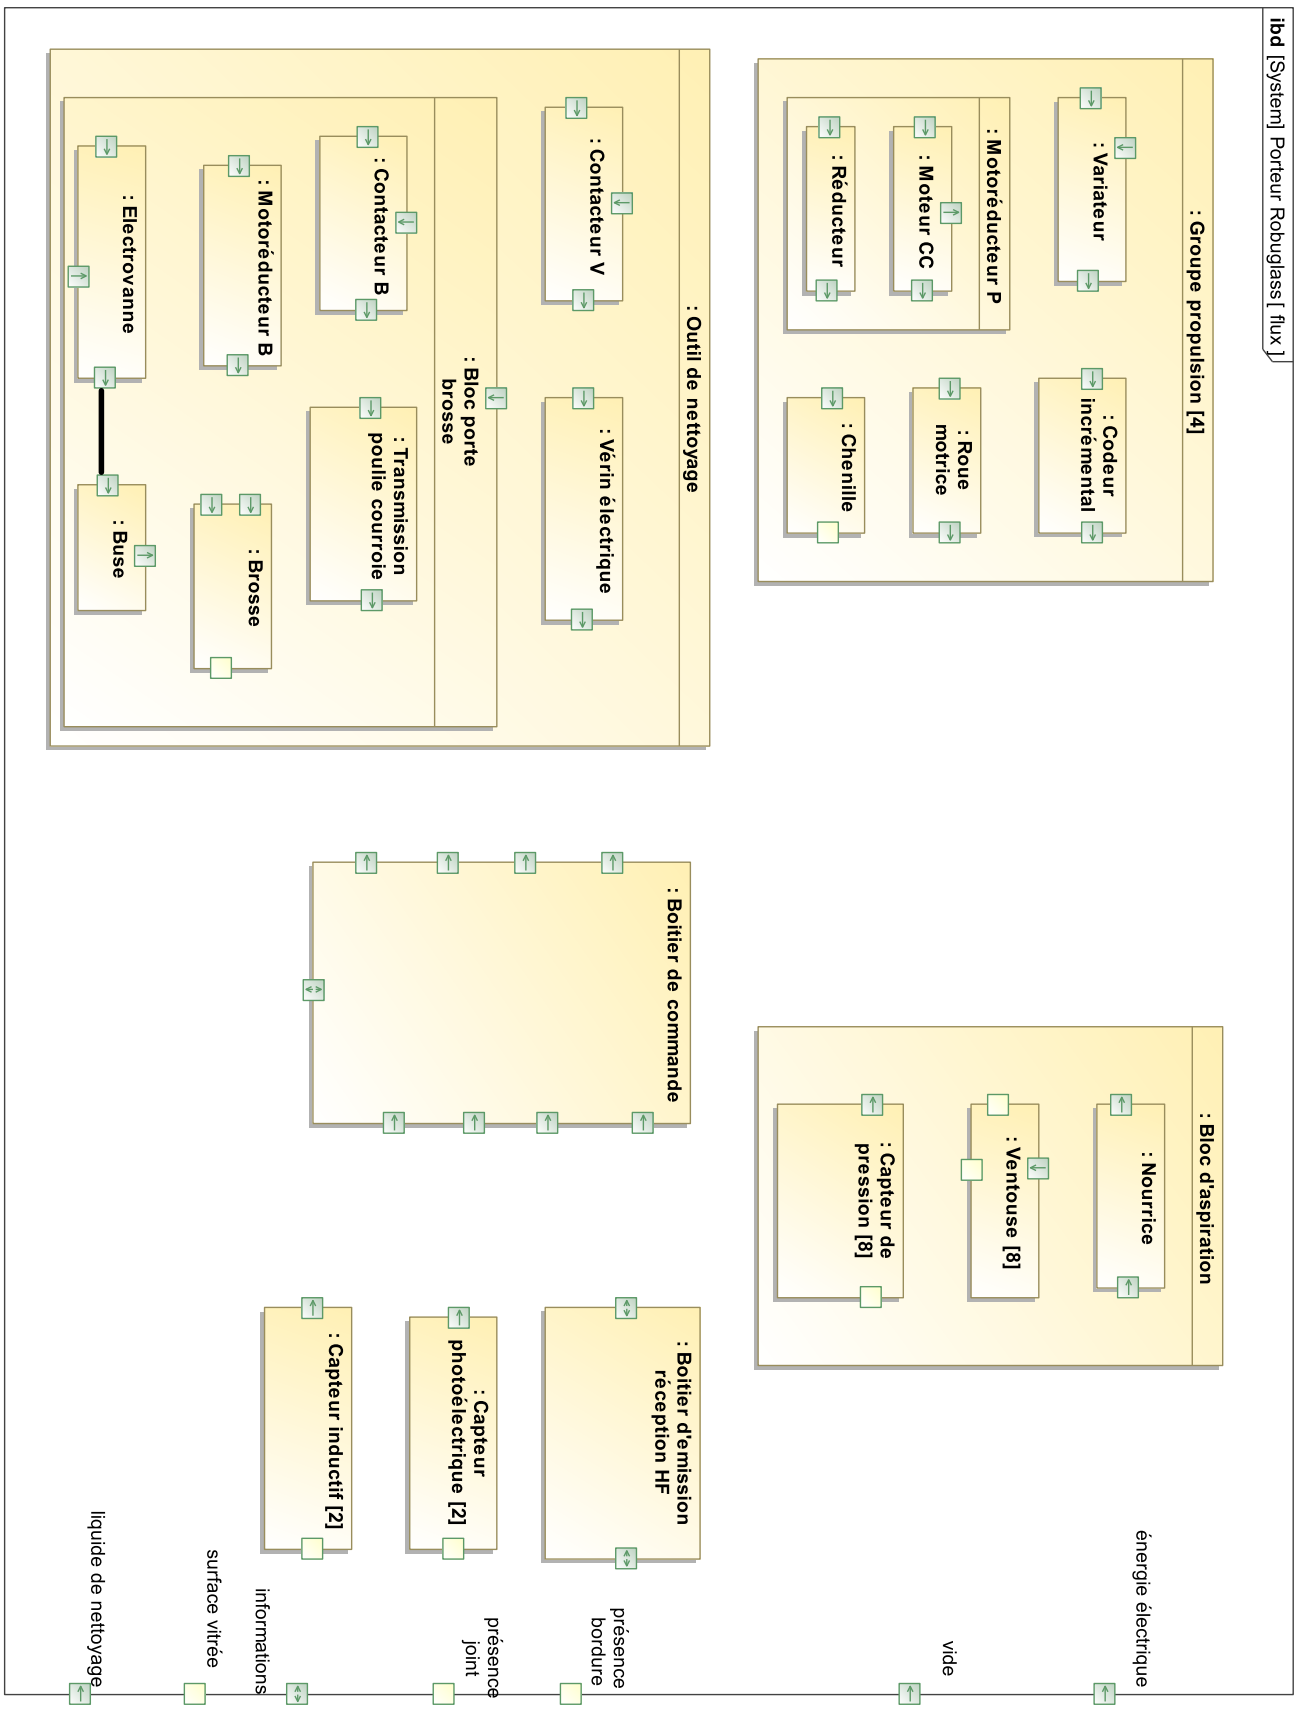 ibd [System] Porteur Robuglass [ flux ]
: Groupe propulsion [4]
: Variateur
: Codeur
incrémental
: Motoréducteur P
: Moteur CC
: Réducteur
: Roue
motrice
: Chenille
: Bloc d'aspiration
: Nourrice
: Ventouse [8]
: Capteur de
pression [8]
énergie électrique
vide
: Outil de nettoyage
: Contacteur V
: Vérin électrique
: Bloc porte
brosse
: Contacteur B
: Transmission
poulie courroie
: Motoréducteur B
: Brosse
: Electrovanne
: Buse
: Boitier de commande
: Boitier d'emission
réception HF
: Capteur
photoélectrique [2]
: Capteur inductif [2]
présence
bordure
présence
joint
informations
surface vitrée
liquide de nettoyage